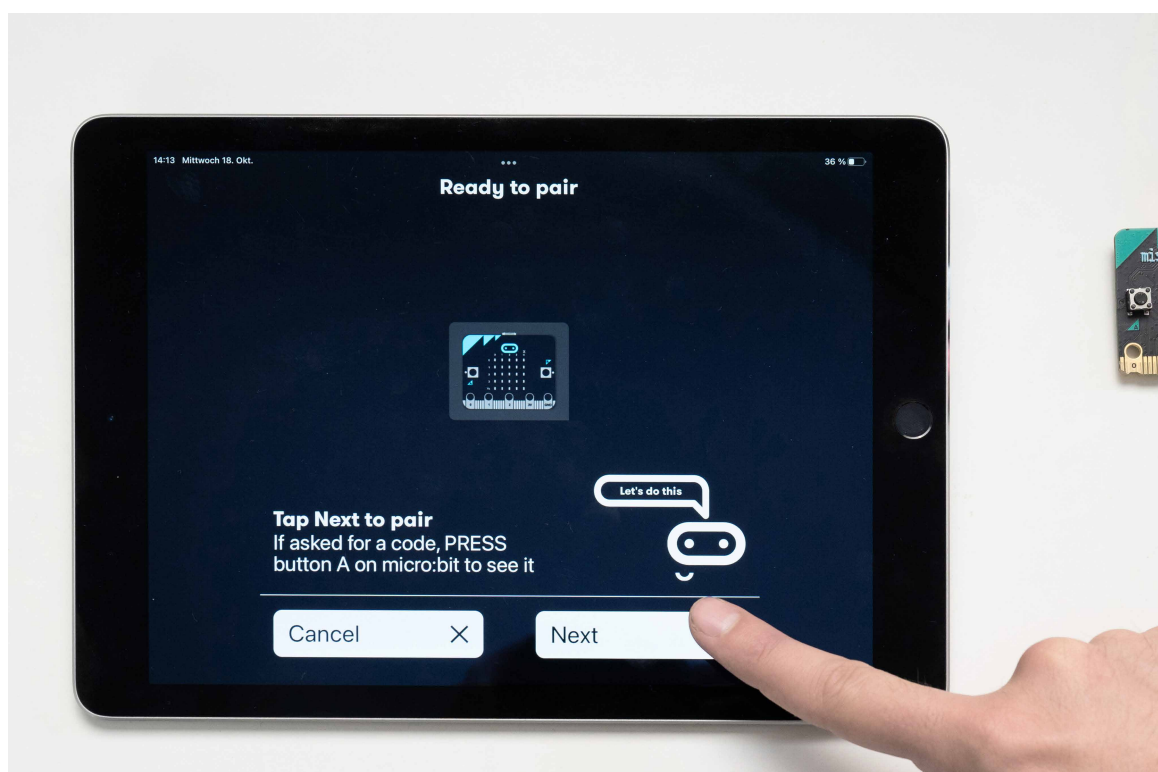 14:13 Mittwoch 18. Okt.
36 %
Ready to pair
Let's do this
Tap Next to pair
If asked for a code, PRESS
button A on micro:bit to see it
Cancel
Next